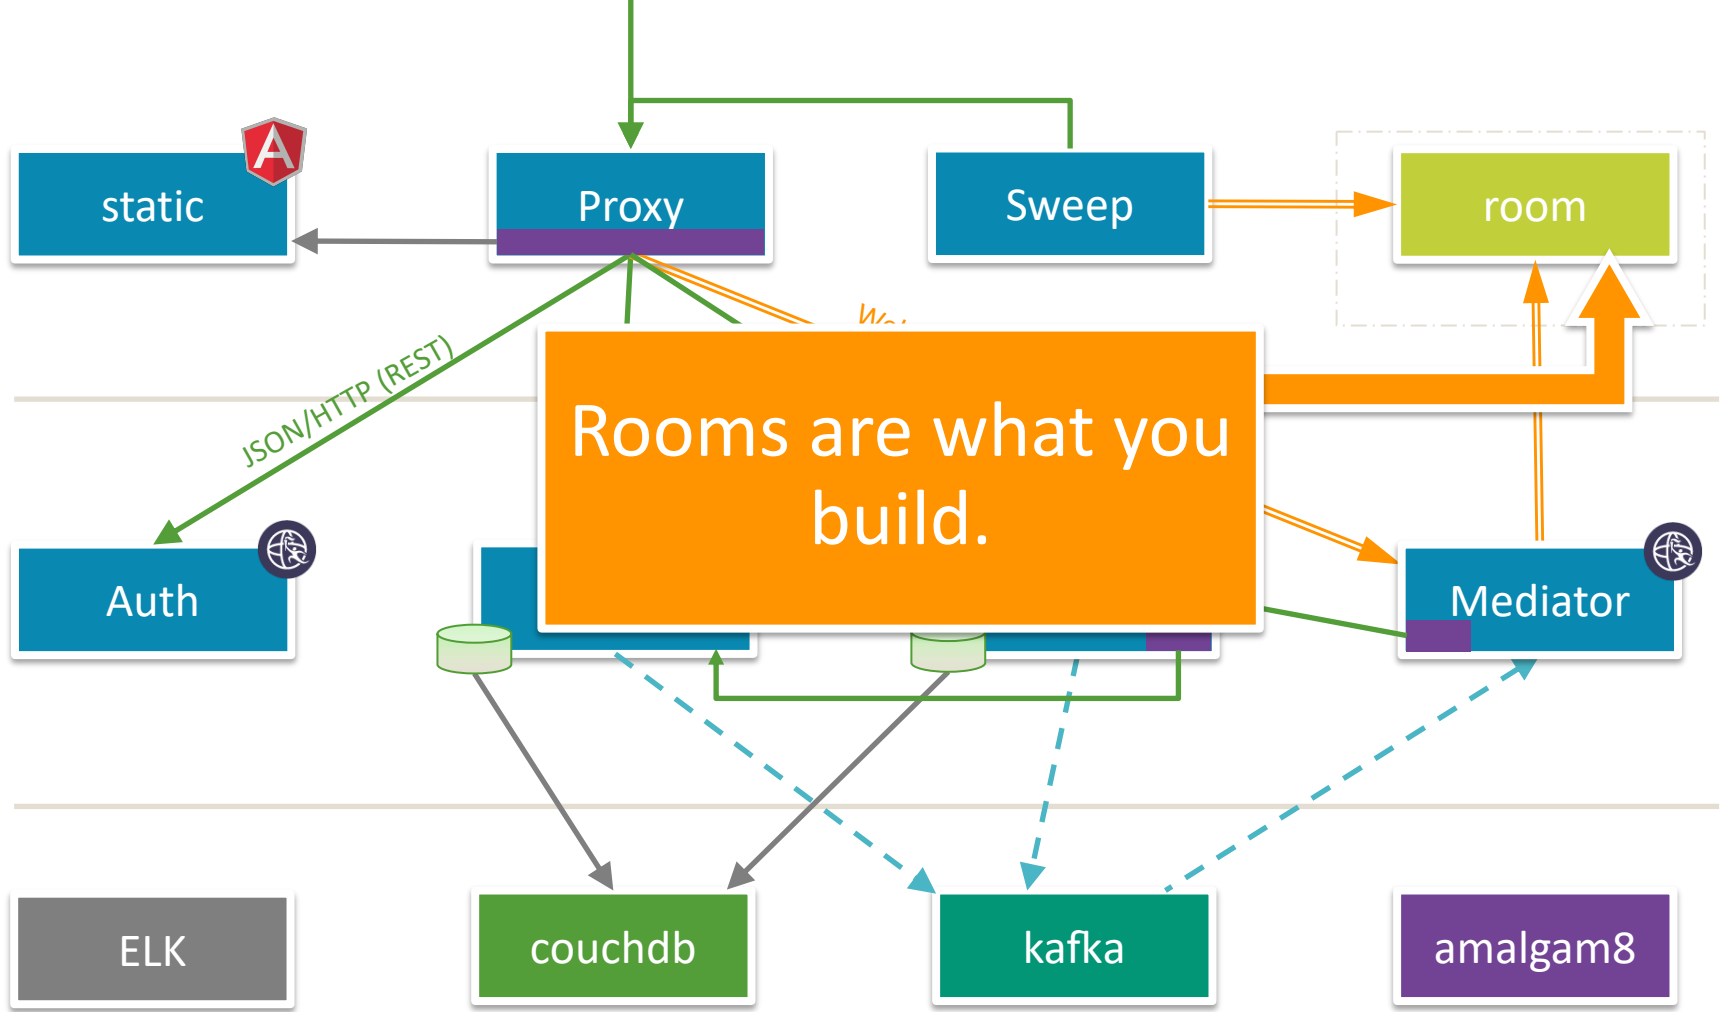 static
Proxy
Sweep
room
JSON/HTTP (REST)
Rooms are what you
build.
Auth
Mediator
ELK
couchdb
kafka
amalgam8